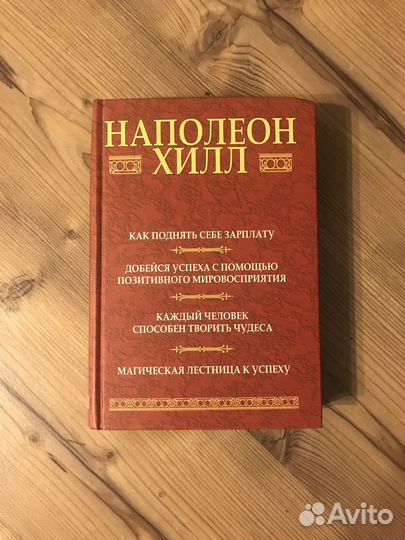 НАПОЛЕОН
ХИЛЛ
КАК ПОДНЯТЬ СЕБЕ ЗАРПЛАТУ
ДОБЕЙСЯ УСПЕХА С ПОМОЩЬЮ
ПОЗИТИВНОГО МИРОВОСПРИЯТИЯ
КАЖДЫЙ ЧЕЛОВЕК
СПОСОБЕН ТВОРИТЬ ЧУДЕСА
МАГИЧЕСКАЯ ЛЕСТНИЦА К УСПЕХУ
Avito